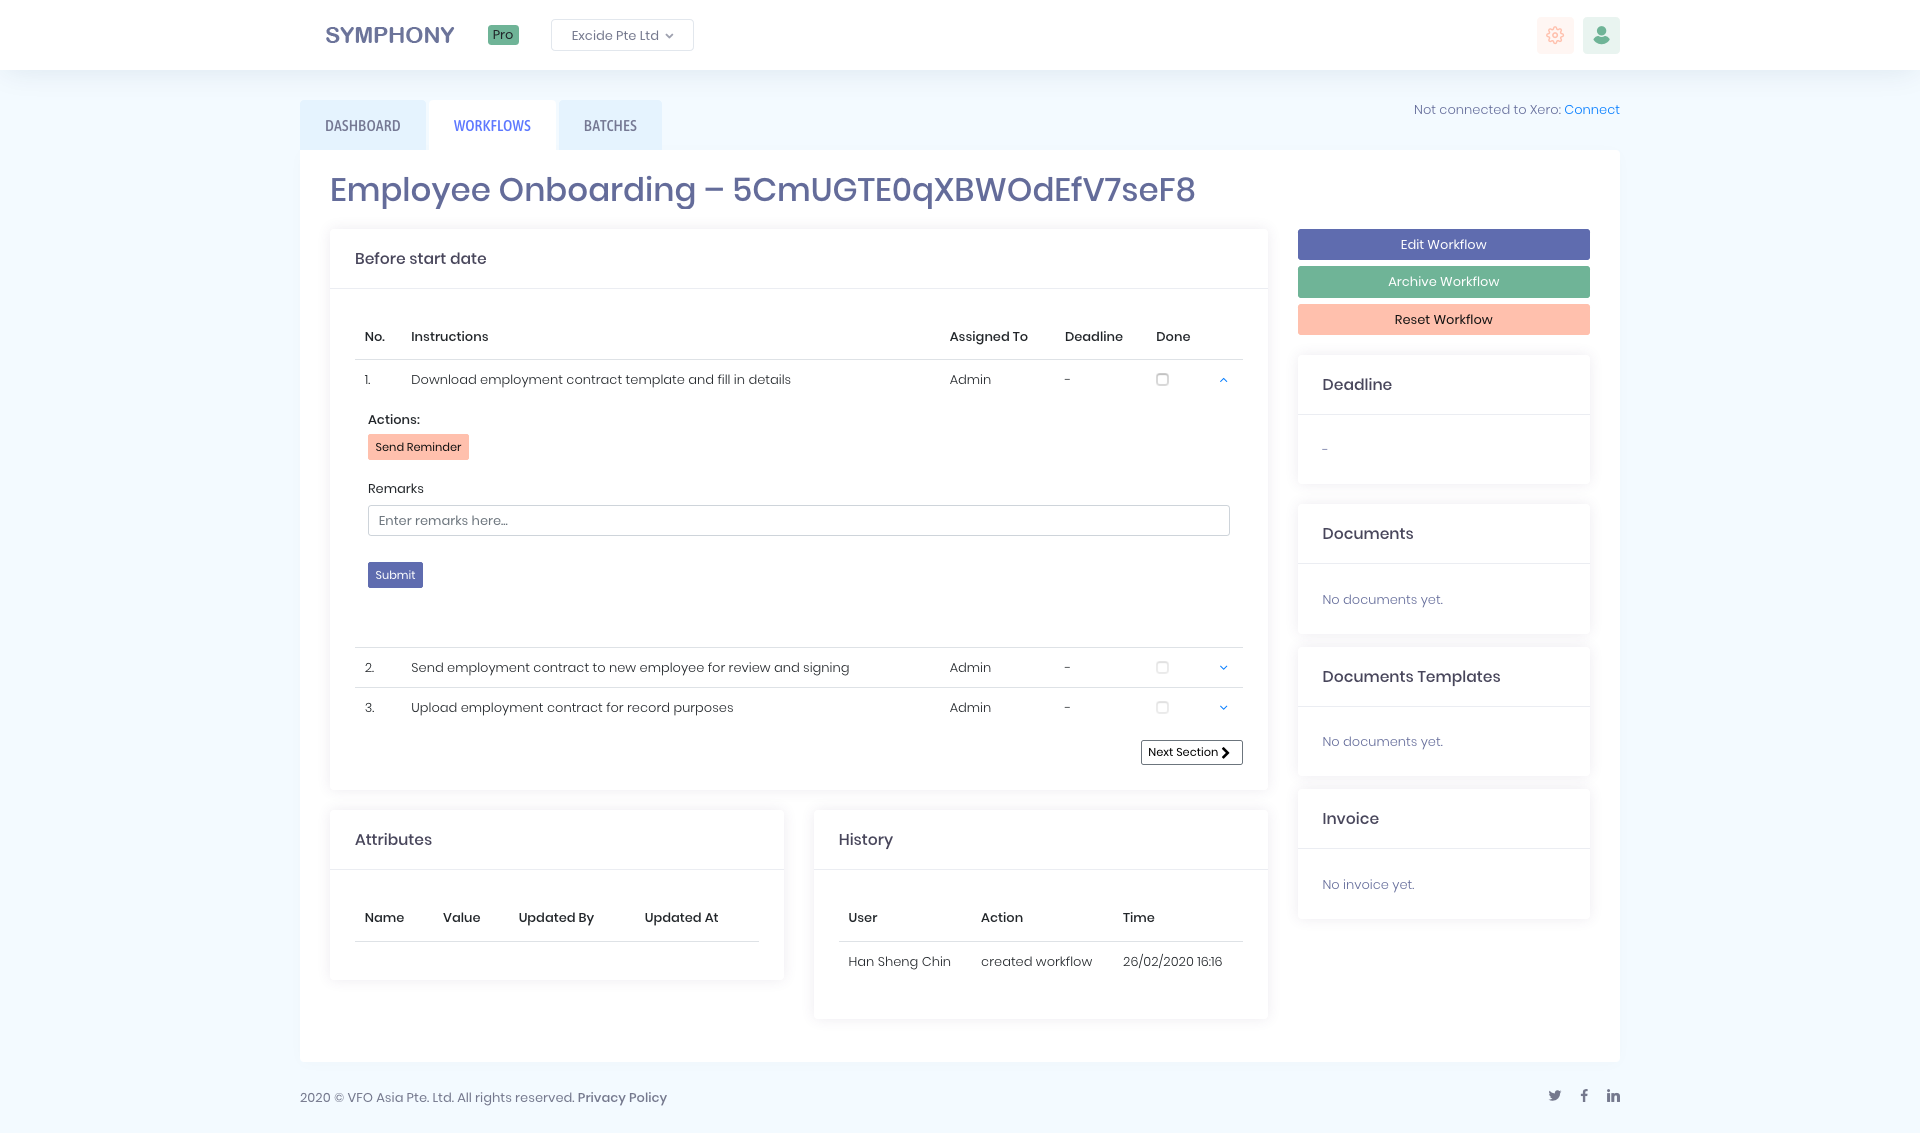 SYMPHONY
Pro
Excide Pte Ltd
DASHBOARD
WORKFLOWS
BATCHES
Not connected to Xero: Connect
Employee Onboarding – 5CmUGTE0qXBWOdEfV7seF8
Before start date
No. Instructions Assigned To Deadline Done
1. Download employment contract template and fill in details Admin -
Actions:
Send Reminder
Remarks
Enter remarks here...
Submit
2. Send employment contract to new employee for review and signing Admin -
3. Upload employment contract for record purposes Admin -
Next Section
Edit Workflow
Archive Workflow
Reset Workflow
Deadline
-
Documents
No documents yet.
Documents Templates
No documents yet.
Invoice
No invoice yet.
Attributes
Name Value Updated By Updated At
History
User Action Time
Han Sheng Chin created workflow 26/02/2020 16:16
2020 © VFO Asia Pte. Ltd. All rights reserved. Privacy Policy